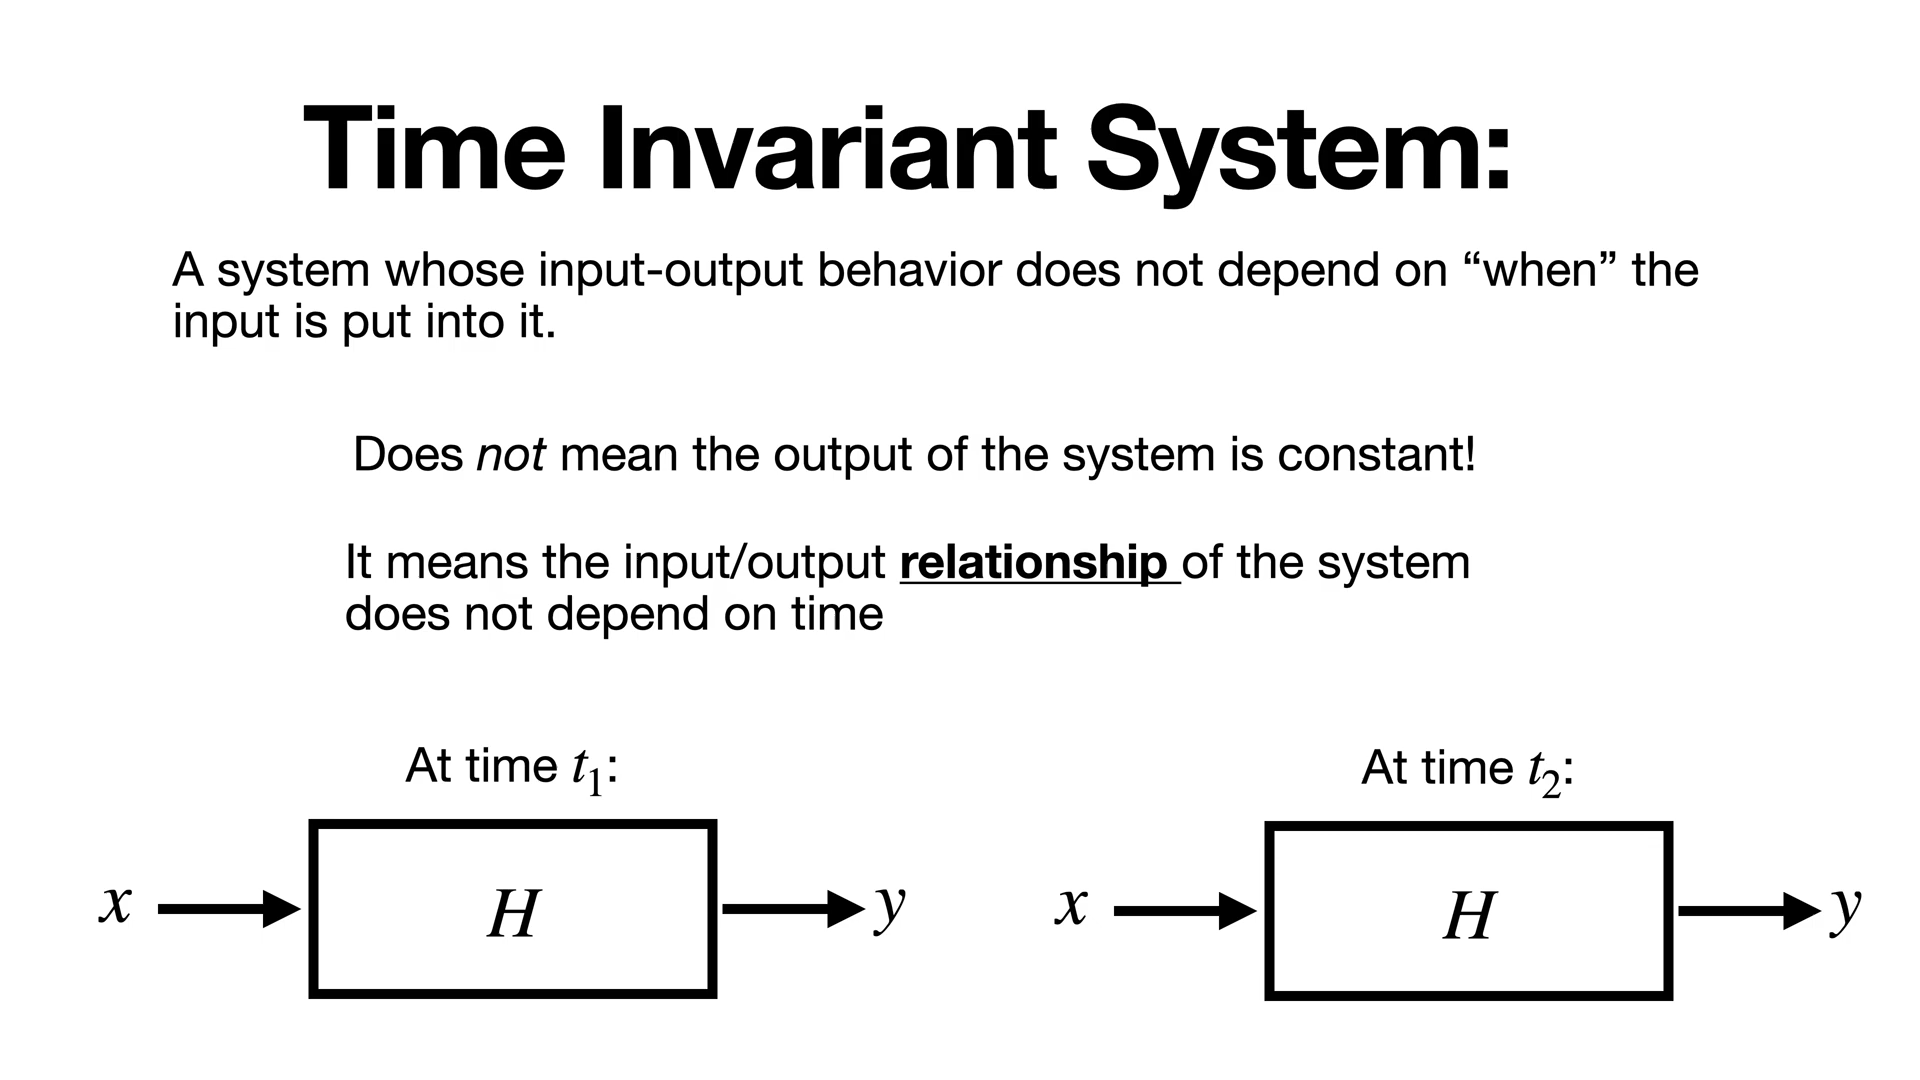 Time Invariant System:
A system whose input-output behavior does not depend on “when” the
input is put into it.
Does not mean the output of the system is constant!
It means the input/output relationship of the system
does not depend on time
At time t₁:
x H y
At time t₂:
x H y